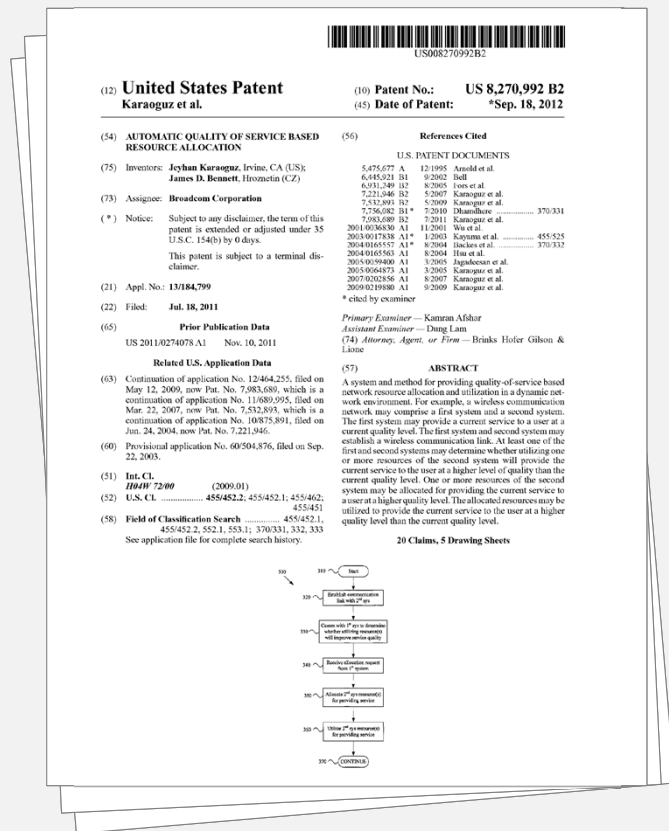 US008270992B2
(12) United States Patent
Karaoguz et al.
(10) Patent No.: US 8,270,992 B2
(45) Date of Patent: *Sep. 18, 2012
(54) AUTOMATIC QUALITY OF SERVICE BASED
RESOURCE ALLOCATION
(75) Inventors: Jeyhan Karaoguz, Irvine, CA (US);
James D. Bennett, Hroznetin (CZ)
(73) Assignee: Broadcom Corporation
( * ) Notice: Subject to any disclaimer, the term of this
patent is extended or adjusted under 35
U.S.C. 154(b) by 0 days.
This patent is subject to a terminal dis-
claimer.
(21) Appl. No.: 13/184,799
(22) Filed: Jul. 18, 2011
(65) Prior Publication Data
US 2011/0274078 A1 Nov. 10, 2011
Related U.S. Application Data
(63) Continuation of application No. 12/464,255, filed on
May 12, 2009, now Pat. No. 7,983,689, which is a
continuation of application No. 11/689,995, filed on
Mar. 22, 2007, now Pat. No. 7,532,893, which is a
continuation of application No. 10/875,891, filed on
Jun. 24, 2004, now Pat. No. 7,221,946.
(60) Provisional application No. 60/504,876, filed on Sep.
22, 2003.
(51) Int. Cl.
H04W 72/00 (2009.01)
(52) U.S. Cl. .................. 455/452.2; 455/452.1; 455/462;
455/451
(58) Field of Classification Search .............. 455/452.1,
455/452.2, 552.1, 553.1; 370/331, 332, 333
See application file for complete search history.
(56) References Cited
U.S. PATENT DOCUMENTS
5,475,677 A 12/1995 Arnold et al.
6,445,921 B1 9/2002 Bell
6,931,249 B2 8/2005 Fors et al.
7,221,946 B2 5/2007 Karaoguz et al.
7,532,893 B2 5/2009 Karaoguz et al.
7,756,082 B1* 7/2010 Dhamdhere .................. 370/331
7,983,689 B2 7/2011 Karaoguz et al.
2001/0036830 A1 11/2001 Wu et al.
2003/0017838 A1* 1/2003 Kayama et al. .............. 455/525
2004/0165557 A1* 8/2004 Backes et al. ................ 370/332
2004/0165563 A1 8/2004 Hsu et al.
2005/0059400 A1 3/2005 Jagadeesan et al.
2005/0064873 A1 3/2005 Karaoguz et al.
2007/0202856 A1 8/2007 Karaoguz et al.
2009/0219880 A1 9/2009 Karaoguz et al.
* cited by examiner
Primary Examiner — Kamran Afshar
Assistant Examiner — Dung Lam
(74) Attorney, Agent, or Firm — Brinks Hofer Gilson &
Lione
(57) ABSTRACT
A system and method for providing quality-of-service based
network resource allocation and utilization in a dynamic net-
work environment. For example, a wireless communication
network may comprise a first system and a second system.
The first system may provide a current service to a user at a
current quality level. The first system and second system may
establish a wireless communication link. At least one of the
first and second systems may determine whether utilizing one
or more resources of the second system will provide the
current service to the user at a higher level of quality than the
current quality level. One or more resources of the second
system may be allocated for providing the current service to
a user at a higher quality level. The allocated resources may be
utilized to provide the current service to the user at a higher
quality level than the current quality level.
20 Claims, 5 Drawing Sheets
300
310 Start
320 Establish communication
link with 2nd sys
330 Comm with 1st sys to determine
whether utilizing resource(s)
will improve service quality
340 Receive allocation request
from 1st system
350 Allocate 2nd sys resource(s)
for providing service
360 Utilize 2nd sys resource(s)
for providing service
370 CONTINUE